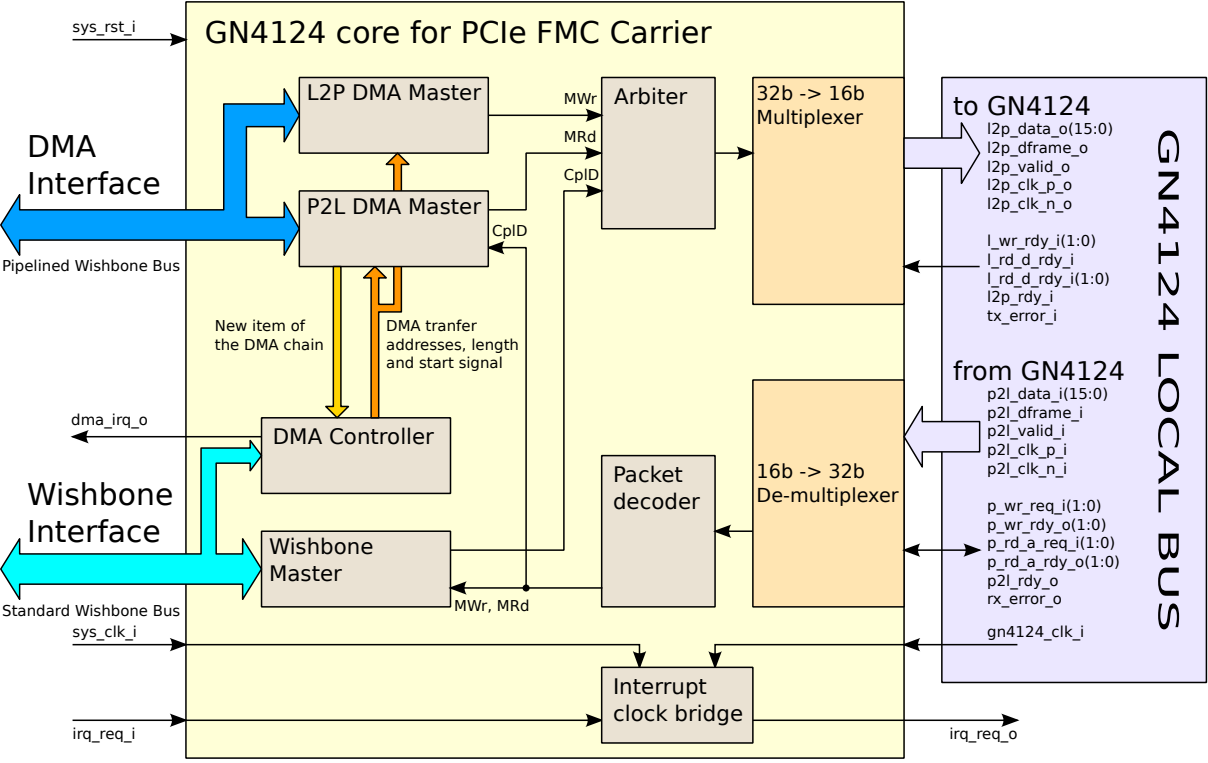 sys_rst_i
GN4124 core for PCIe FMC Carrier
L2P DMA Master
MWr
Arbiter
32b -> 16b
Multiplexer
MRd
CplD
DMA
Interface
P2L DMA Master
CplD
Pipelined Wishbone Bus
New item of
the DMA chain
DMA tranfer
addresses, length
and start signal
dma_irq_o
DMA Controller
Wishbone
Interface
Wishbone
Master
Packet
decoder
16b -> 32b
De-multiplexer
Standard Wishbone Bus
MWr, MRd
sys_clk_i
Interrupt
clock bridge
irq_req_i
irq_req_o
to GN4124
l2p_data_o(15:0)
l2p_dframe_o
l2p_valid_o
l2p_clk_p_o
l2p_clk_n_o
l_wr_rdy_i(1:0)
l_rd_d_rdy_i
l_rd_d_rdy_i(1:0)
l2p_rdy_i
tx_error_i
from GN4124
p2l_data_i(15:0)
p2l_dframe_i
p2l_valid_i
p2l_clk_p_i
p2l_clk_n_i
p_wr_req_i(1:0)
p_wr_rdy_o(1:0)
p_rd_a_req_i(1:0)
p_rd_a_rdy_o(1:0)
p2l_rdy_o
rx_error_o
gn4124_clk_i
GN4124 LOCAL BUS